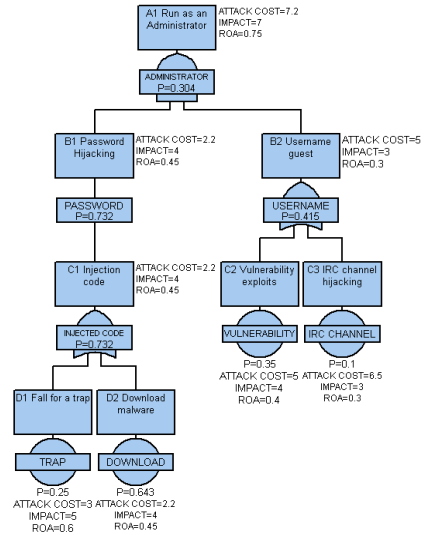 A1 Run as an
Administrator
ATTACK COST=7.2
IMPACT=7
ROA=0.75
ADMINISTRATOR
P=0.304
B1 Password
Hijacking
ATTACK COST=2.2
IMPACT=4
ROA=0.45
B2 Username
guest
ATTACK COST=5
IMPACT=3
ROA=0.3
PASSWORD
P=0.732
USERNAME
P=0.415
C1 Injection
code
ATTACK COST=2.2
IMPACT=4
ROA=0.45
C2 Vulnerability
exploits
C3 IRC channel
hijacking
INJECTED CODE
P=0.732
VULNERABILITY
IRC CHANNEL
P=0.35
ATTACK COST=5
IMPACT=4
ROA=0.4
P=0.1
ATTACK COST=6.5
IMPACT=3
ROA=0.3
D1 Fall for a trap
D2 Download
malware
TRAP
DOWNLOAD
P=0.25
ATTACK COST=3
IMPACT=5
ROA=0.6
P=0.643
ATTACK COST=2.2
IMPACT=4
ROA=0.45